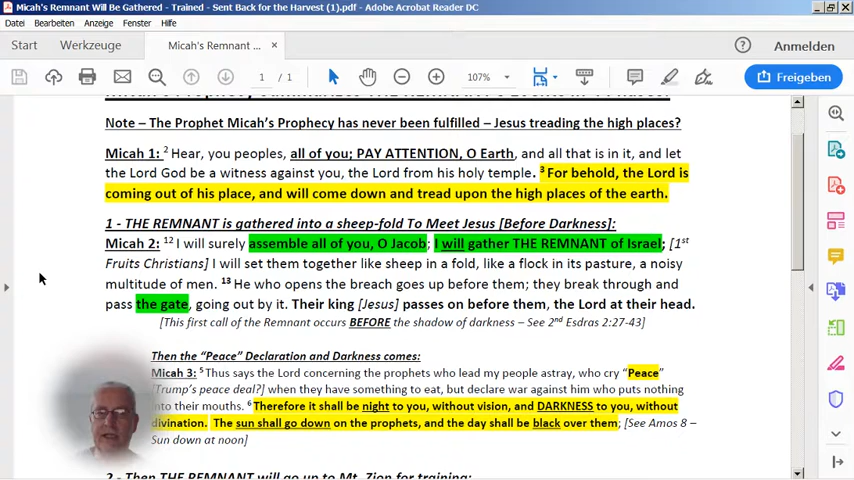 Micah's Remnant Will Be Gathered - Trained - Sent Back for the Harvest (1).pdf - Adobe Acrobat Reader DC
Datei Bearbeiten Anzeige Fenster Hilfe
Start Werkzeuge Micah's Remnant ... × Anmelden
1 / 1 107% Freigeben
Note – The Prophet Micah's Prophecy has never been fulfilled – Jesus treading the high places?
Micah 1: 2 Hear, you peoples, all of you; PAY ATTENTION, O Earth, and all that is in it, and let
the Lord God be a witness against you, the Lord from his holy temple. 3 For behold, the Lord is
coming out of his place, and will come down and tread upon the high places of the earth.
1 - THE REMNANT is gathered into a sheep-fold To Meet Jesus [Before Darkness]:
Micah 2: 12 I will surely assemble all of you, O Jacob; I will gather THE REMNANT of Israel; [1st
Fruits Christians] I will set them together like sheep in a fold, like a flock in its pasture, a noisy
multitude of men. 13 He who opens the breach goes up before them; they break through and
pass the gate, going out by it. Their king [Jesus] passes on before them, the Lord at their head.
[This first call of the Remnant occurs BEFORE the shadow of darkness – See 2nd Esdras 2:27-43]
Then the "Peace" Declaration and Darkness comes:
Micah 3: 5 Thus says the Lord concerning the prophets who lead my people astray, who cry "Peace"
[Trump's peace deal?] when they have something to eat, but declare war against him who puts nothing
into their mouths. 6 Therefore it shall be night to you, without vision, and DARKNESS to you, without
divination. The sun shall go down on the prophets, and the day shall be black over them; [See Amos 8 –
Sun down at noon]
2 - Then THE REMNANT will go up to Mt. Zion for training: